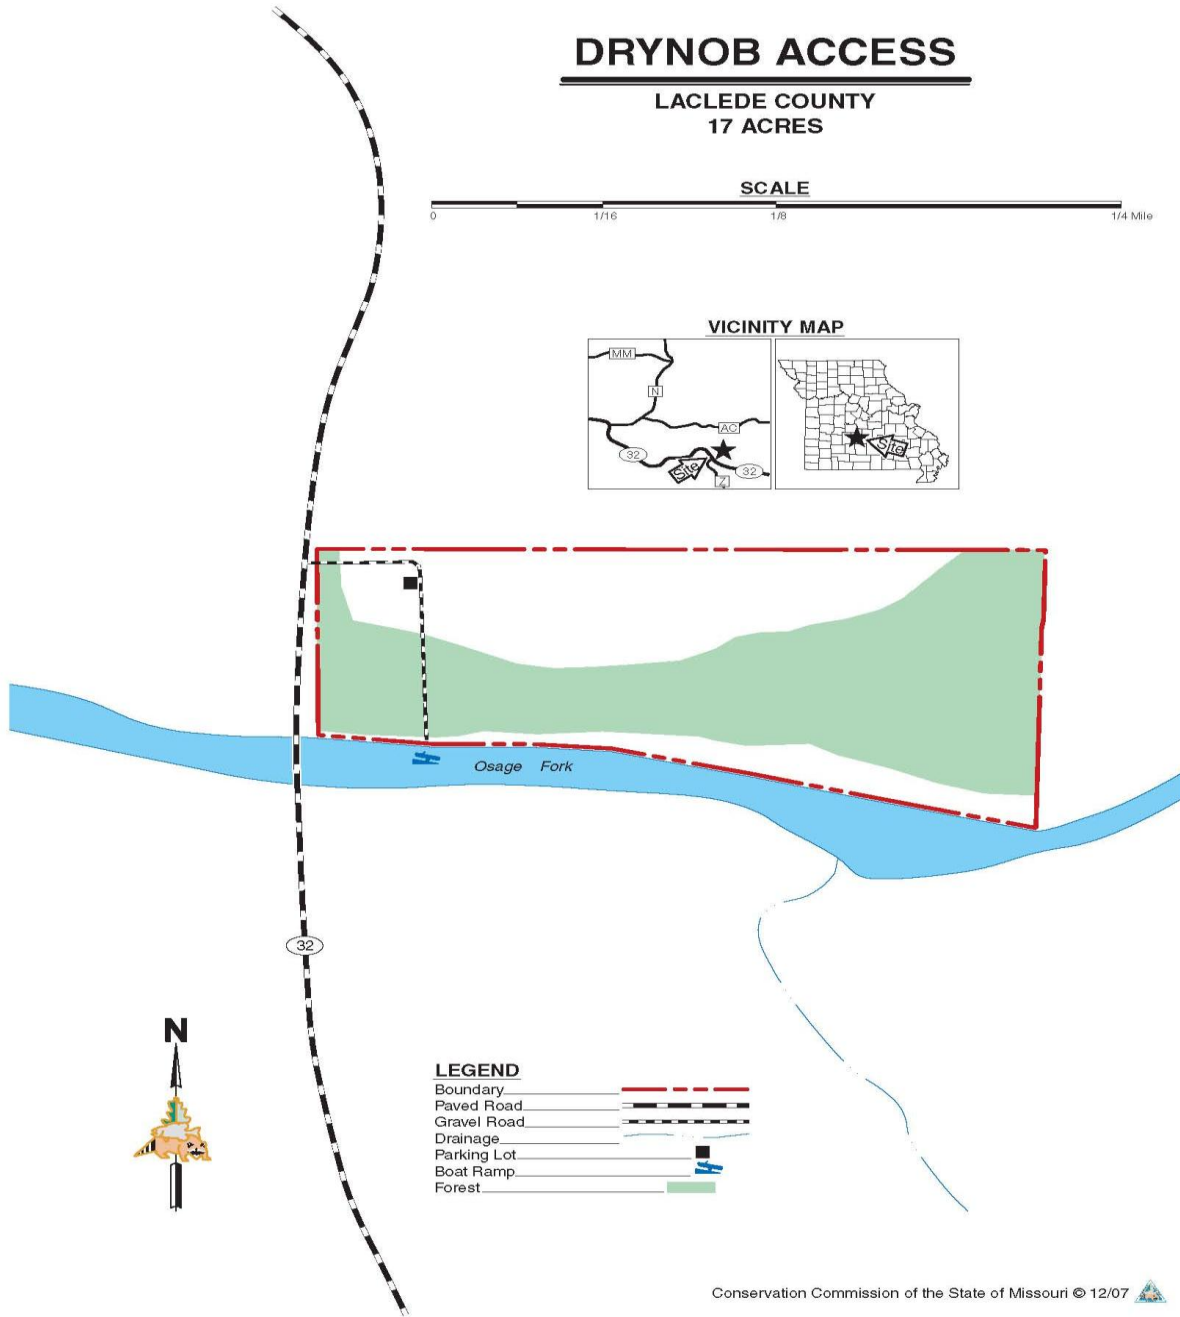 DRYNOB ACCESS
LACLEDE COUNTY
17 ACRES
SCALE
0 1/16 1/8 1/4 Mile
VICINITY MAP
MM
N
AC
32
Site
32
Z
Site
Osage Fork
32
N
LEGEND
Boundary
Paved Road
Gravel Road
Drainage
Parking Lot
Boat Ramp
Forest
Conservation Commission of the State of Missouri © 12/07